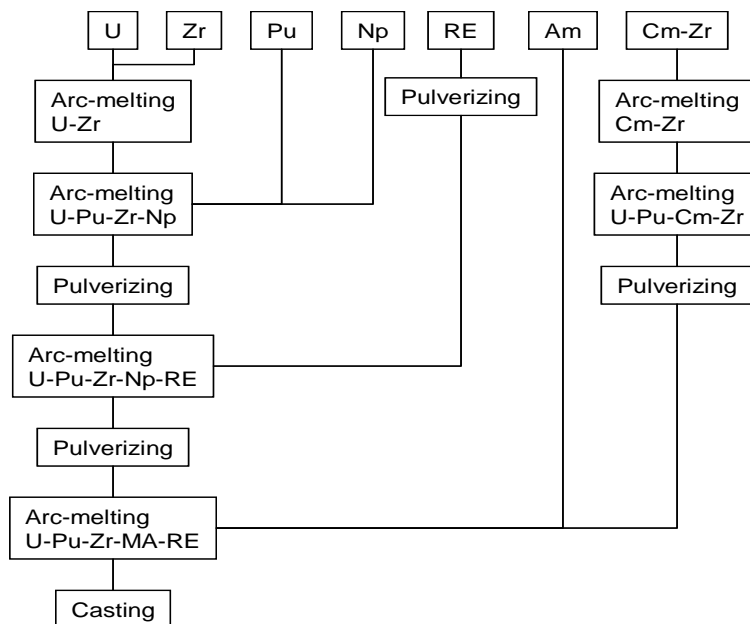 U
Zr
Pu
Np
RE
Am
Cm-Zr
Arc-melting
U-Zr
Pulverizing
Arc-melting
Cm-Zr
Arc-melting
U-Pu-Zr-Np
Arc-melting
U-Pu-Cm-Zr
Pulverizing
Pulverizing
Arc-melting
U-Pu-Zr-Np-RE
Pulverizing
Arc-melting
U-Pu-Zr-MA-RE
Casting